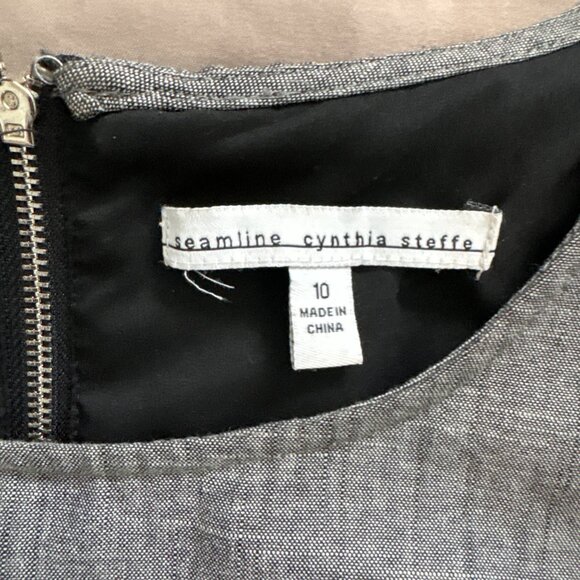 seamline cynthia steffe
10
MADE IN
CHINA